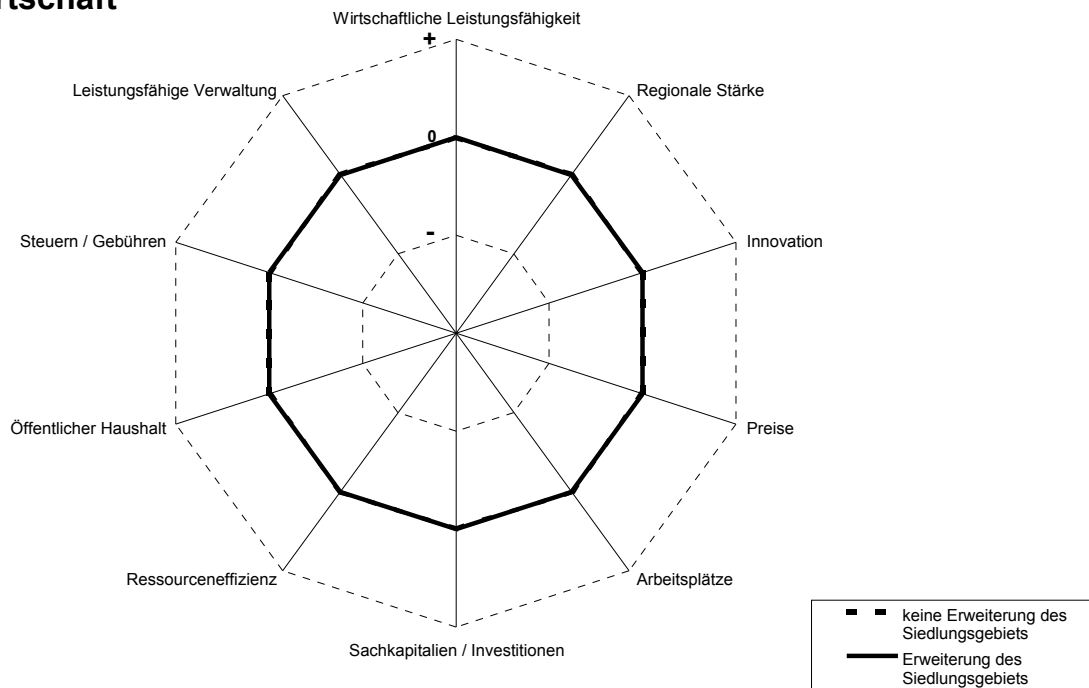 rtschaft
Wirtschaftliche Leistungsfähigkeit
+
Leistungsfähige Verwaltung
Regionale Stärke
0
-
Steuern / Gebühren
Innovation
Öffentlicher Haushalt
Preise
Ressourceneffizienz
Arbeitsplätze
Sachkapitalien / Investitionen
keine Erweiterung des
Siedlungsgebiets
Erweiterung des
Siedlungsgebiets